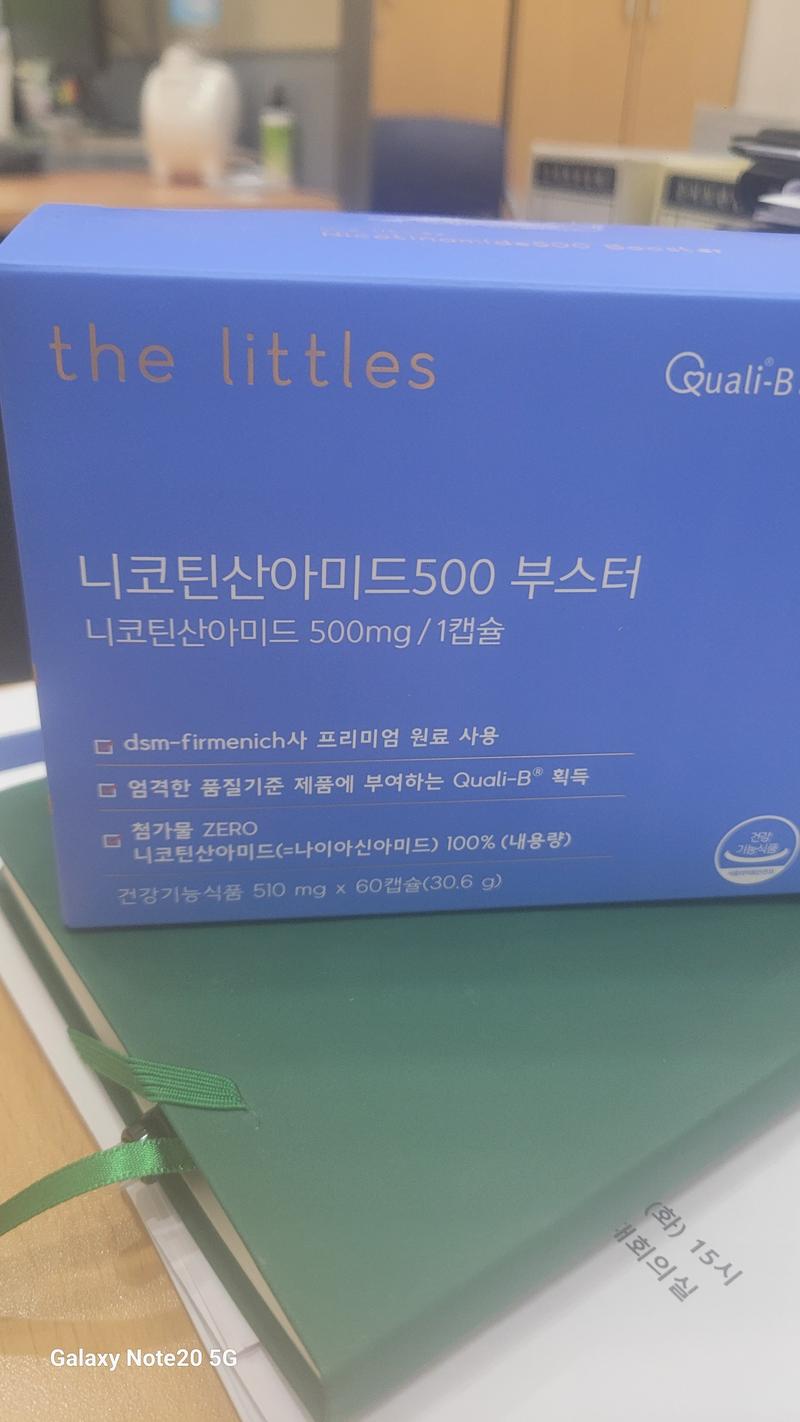 Nicotinamide500 Booster
the littles
Quali®-B
니코틴산아미드500 부스터
니코틴산아미드 500mg/1캡슐
dsm-firmenich사 프리미엄 원료 사용
엄격한 품질기준 제품에 부여하는 Quali-B® 획득
첨가물 ZERO
니코틴산아미드(=나이아신아미드) 100% (내용량)
건강기능식품 510 mg x 60캡슐(30.6 g)
건강
기능식품
(화) 15시
회의실
Galaxy Note20 5G